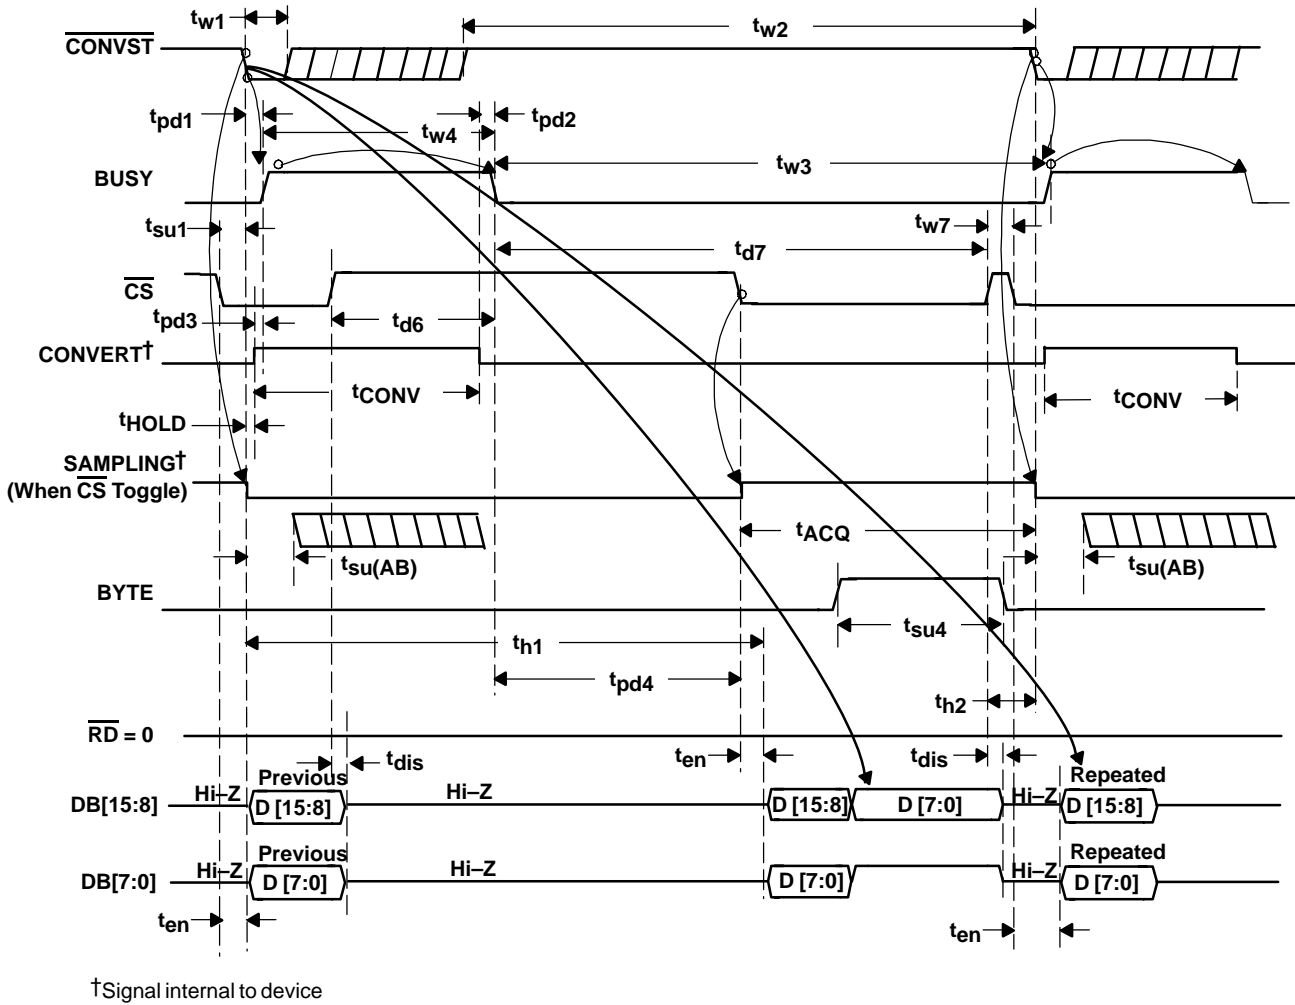 tw1
tw2
CONVST
tpd1
tw4
tpd2
tw3
BUSY
tsu1
tw7
td7
CS
tpd3
td6
CONVERT†
tCONV
tCONV
tHOLD
SAMPLING†
(When CS Toggle)
tACQ
tsu(AB)
tsu(AB)
BYTE
tsu4
th1
tpd4
th2
RD = 0
tdis
ten
tdis
Previous
Repeated
DB[15:8] Hi–Z D [15:8] Hi–Z D [15:8] D [7:0] Hi–Z D [15:8]
Previous
Repeated
DB[7:0] Hi–Z D [7:0] Hi–Z D [7:0] Hi–Z D [7:0]
ten
ten
†Signal internal to device